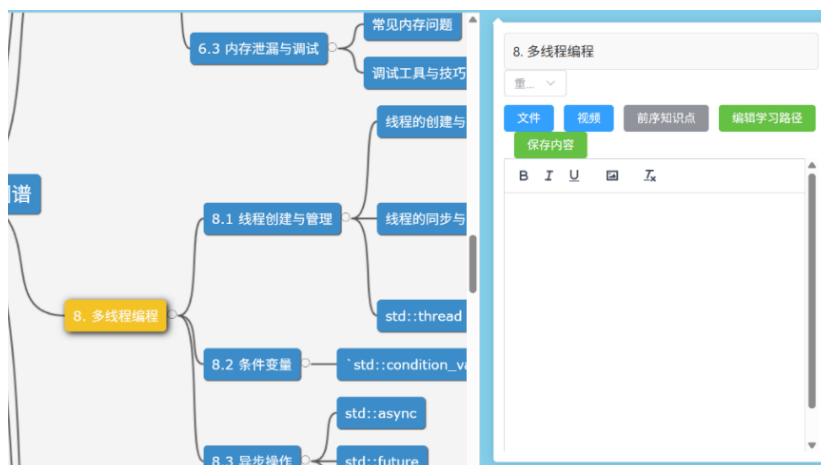 常见内存问题
6.3 内存泄漏与调试
调试工具与技巧
线程的创建与
谱
8.1 线程创建与管理
线程的同步与
8. 多线程编程
std::thread
8.2 条件变量
`std::condition_va
std::async
8.3 异步操作
std::future
8. 多线程编程
重...
文件
视频
前序知识点
编辑学习路径
保存内容
B I U Tx